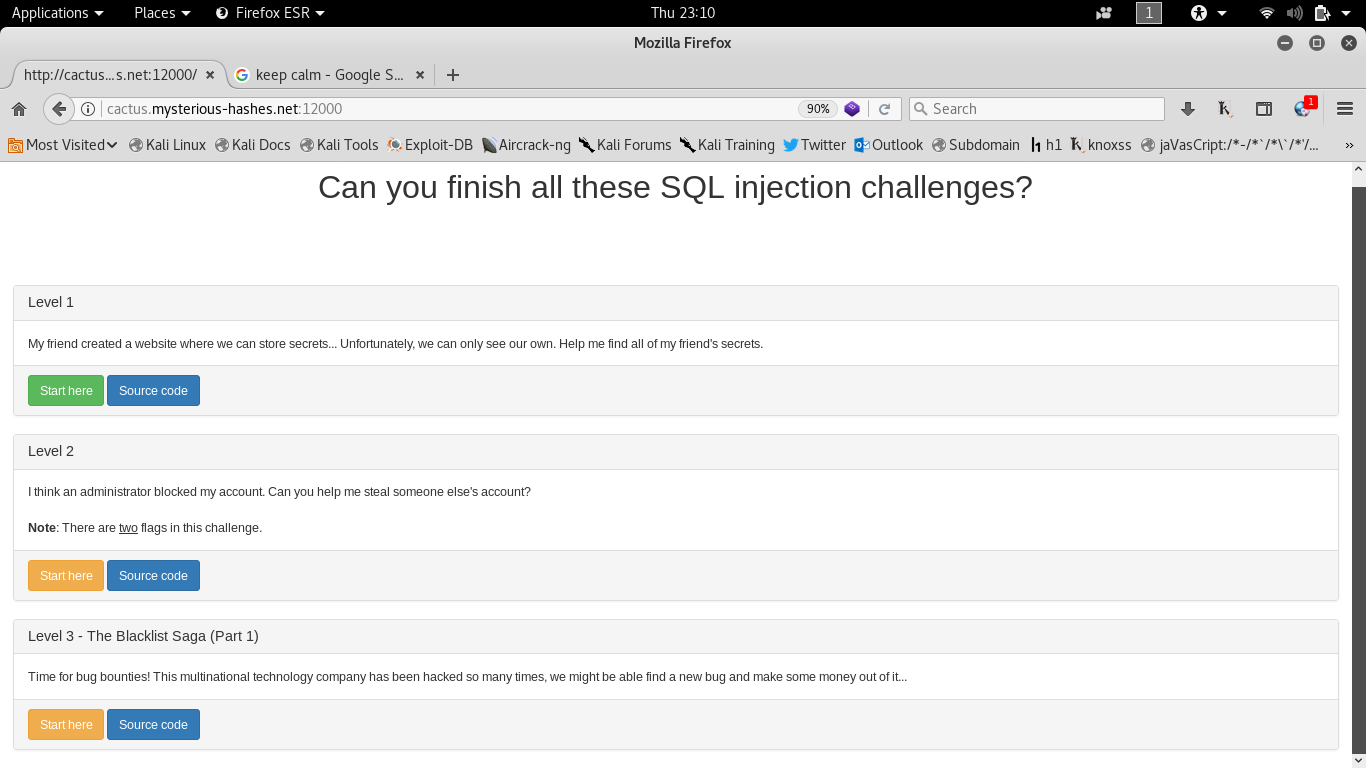 Applications Places Firefox ESR Thu 23:10 1
Mozilla Firefox
http://cactus...s.net:12000/ keep calm - Google S...
cactus.mysterious-hashes.net:12000 90% Search 1
Most Visited Kali Linux Kali Docs Kali Tools Exploit-DB Aircrack-ng Kali Forums Kali Training Twitter Outlook Subdomain h1 knoxss jaVasCript:/*-/*`/*\`/*'/... »
Can you finish all these SQL injection challenges?
Level 1
My friend created a website where we can store secrets... Unfortunately, we can only see our own. Help me find all of my friend's secrets.
Start here Source code
Level 2
I think an administrator blocked my account. Can you help me steal someone else's account?
Note: There are two flags in this challenge.
Start here Source code
Level 3 - The Blacklist Saga (Part 1)
Time for bug bounties! This multinational technology company has been hacked so many times, we might be able find a new bug and make some money out of it...
Start here Source code